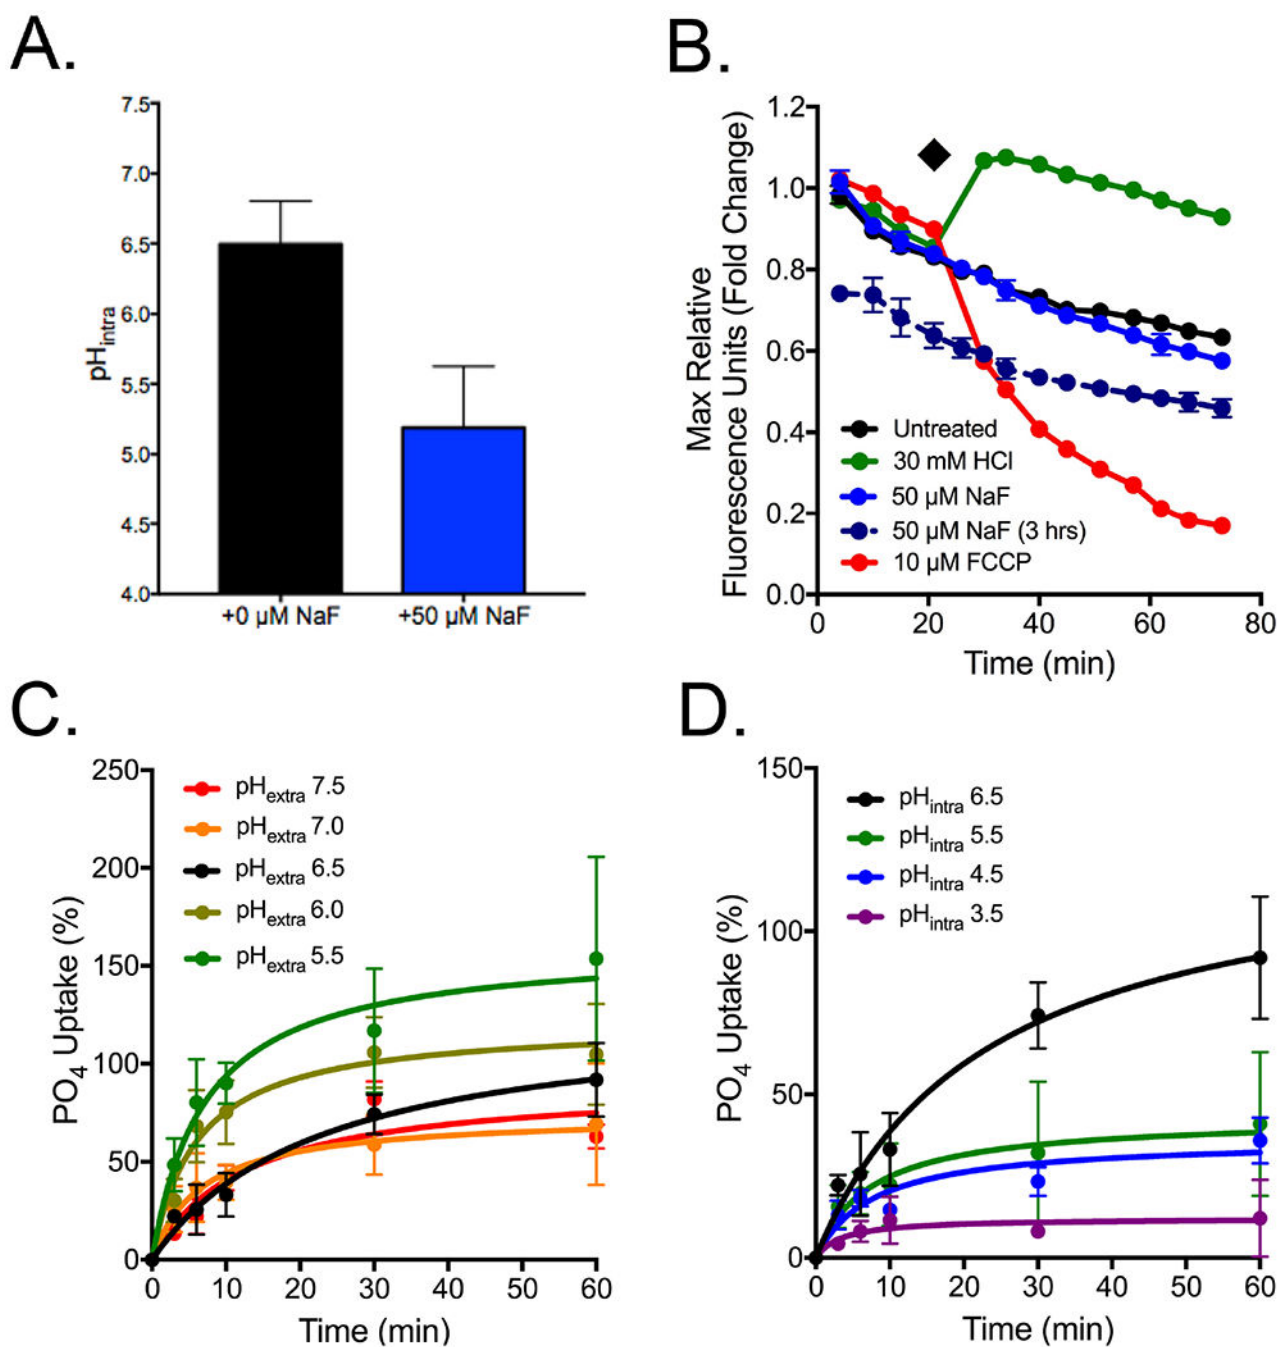 A.
7.5
7.0
6.5
6.0
5.5
5.0
4.5
4.0
pHintra
+0 µM NaF
+50 µM NaF
B.
1.2
1.0
0.8
0.6
0.4
0.2
0.0
Max Relative
Fluorescence Units (Fold Change)
Untreated
30 mM HCl
50 µM NaF
50 µM NaF (3 hrs)
10 µM FCCP
0 20 40 60 80
Time (min)
C.
250
200
150
100
50
0
PO4 Uptake (%)
pHextra 7.5
pHextra 7.0
pHextra 6.5
pHextra 6.0
pHextra 5.5
0 10 20 30 40 50 60
Time (min)
D.
150
100
50
0
PO4 Uptake (%)
pHintra 6.5
pHintra 5.5
pHintra 4.5
pHintra 3.5
0 10 20 30 40 50 60
Time (min)